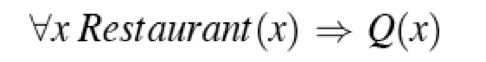 ∀x Restaurant(x) ⇒ Q(x)